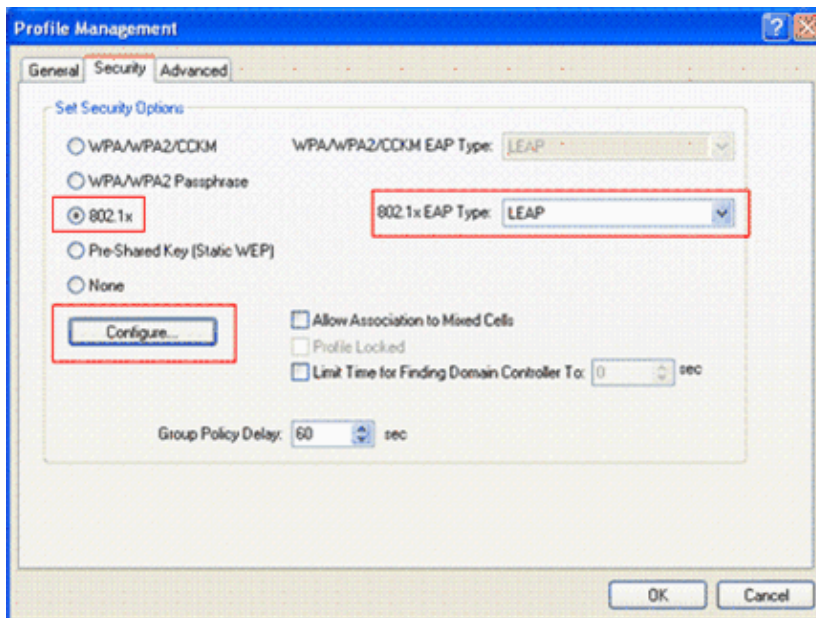 Profile Management
General Security Advanced
Set Security Options
WPA/WPA2/CCKM WPA/WPA2/CCKM EAP Type: LEAP
WPA/WPA2 Passphrase
802.1x 802.1x EAP Type: LEAP
Pre-Shared Key (Static WEP)
None
Configure... Allow Association to Mixed Cells
Profile Locked
Limit Time for Finding Domain Controller To: 0 sec
Group Policy Delay: 60 sec
OK Cancel